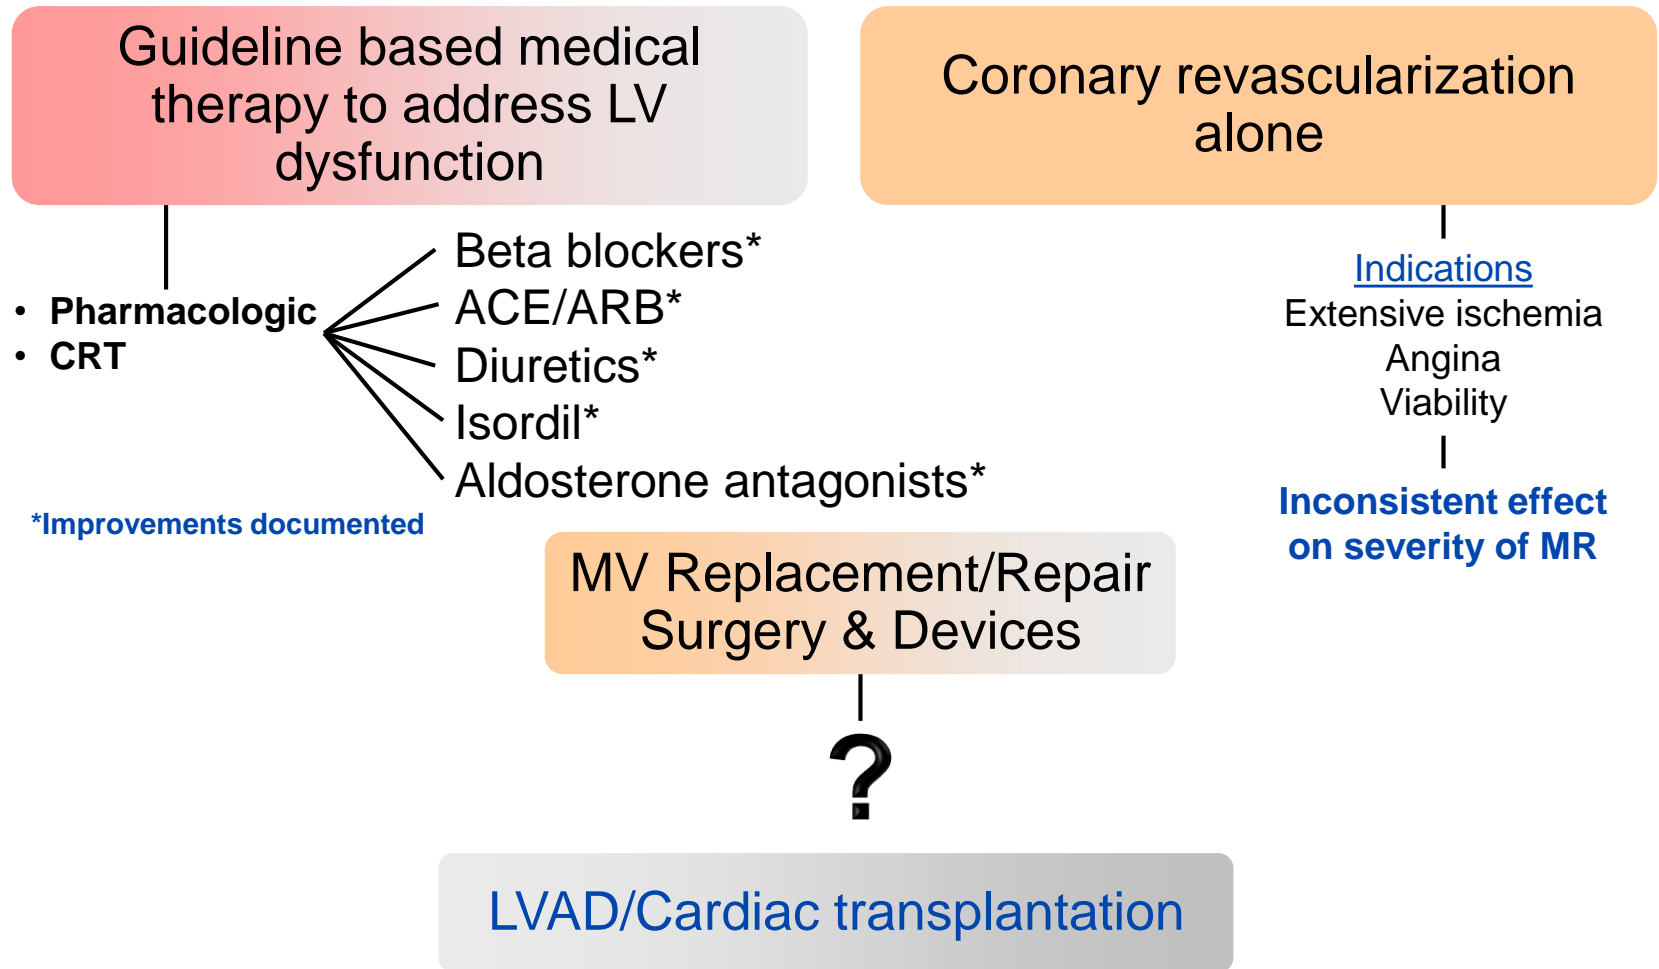 Guideline based medical
therapy to address LV
dysfunction
• Pharmacologic
• CRT
Beta blockers*
ACE/ARB*
Diuretics*
Isordil*
Aldosterone antagonists*
*Improvements documented
Coronary revascularization
alone
Indications
Extensive ischemia
Angina
Viability
Inconsistent effect
on severity of MR
MV Replacement/Repair
Surgery & Devices
?
LVAD/Cardiac transplantation